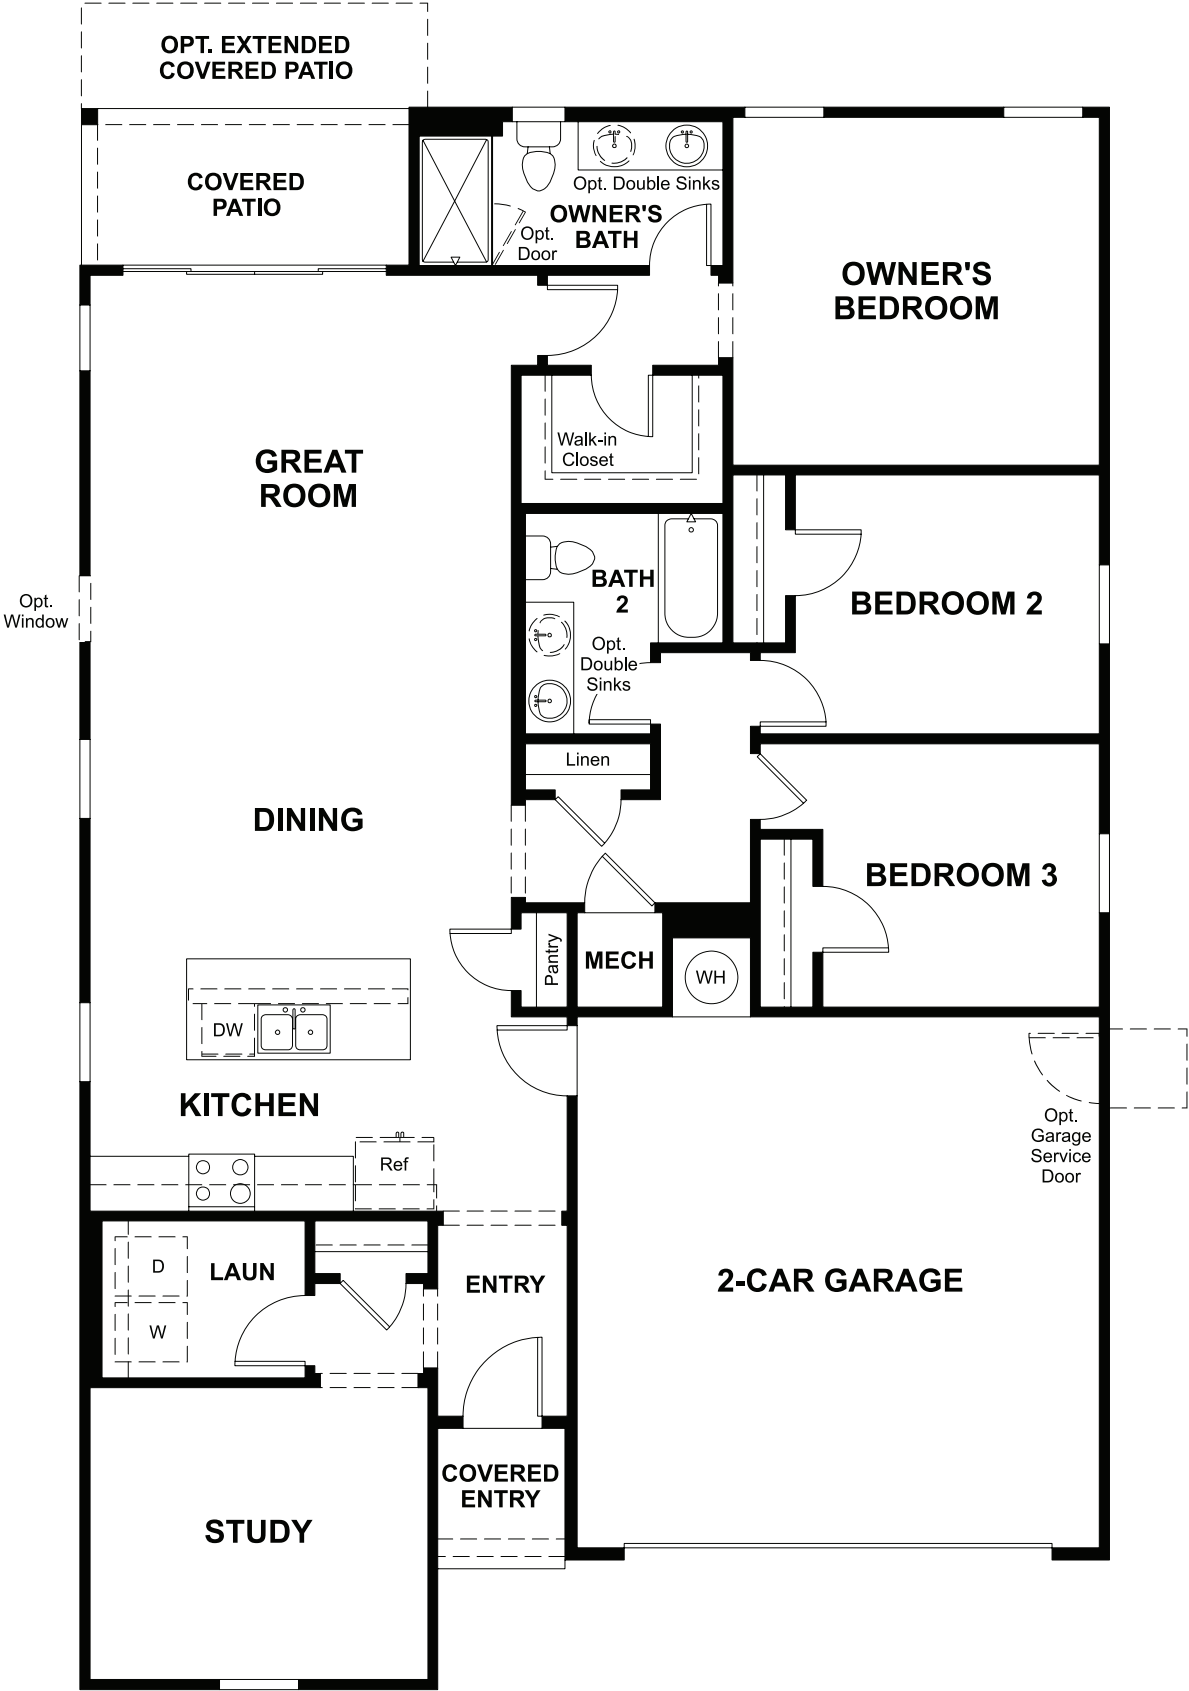 OPT. EXTENDED
COVERED PATIO
COVERED
PATIO
Opt. Double Sinks
OWNER'S
BATH
Opt.
Door
OWNER'S
BEDROOM
Walk-in
Closet
GREAT
ROOM
BATH
2
Opt.
Double
Sinks
BEDROOM 2
Opt.
Window
Linen
DINING
BEDROOM 3
Pantry
MECH
WH
DW
KITCHEN
Ref
Opt.
Garage
Service
Door
D
LAUN
W
ENTRY
2-CAR GARAGE
COVERED
ENTRY
STUDY